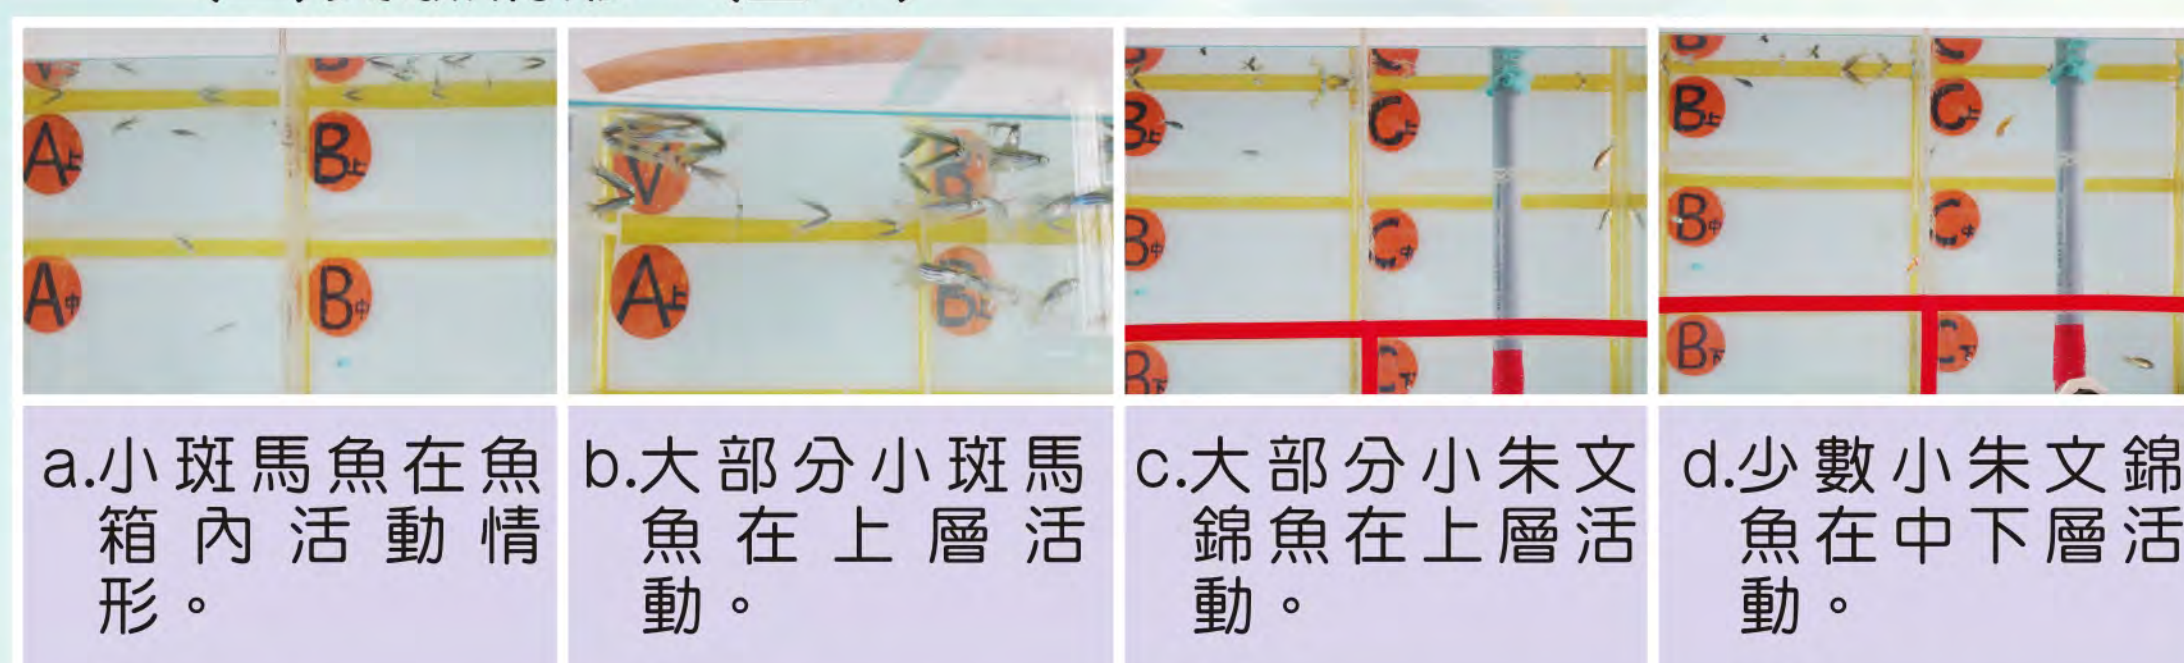 A上
B上
A中
B中
A上
B上
B上
C上
B中
C中
B下
C下
B上
C上
B中
C中
B下
C下
a.小斑馬魚在魚
箱內活動情
形。
b.大部分小斑馬
魚在上層活
動。
c.大部分小朱文
錦魚在上層活
動。
d.少數小朱文錦
魚在中下層活
動。